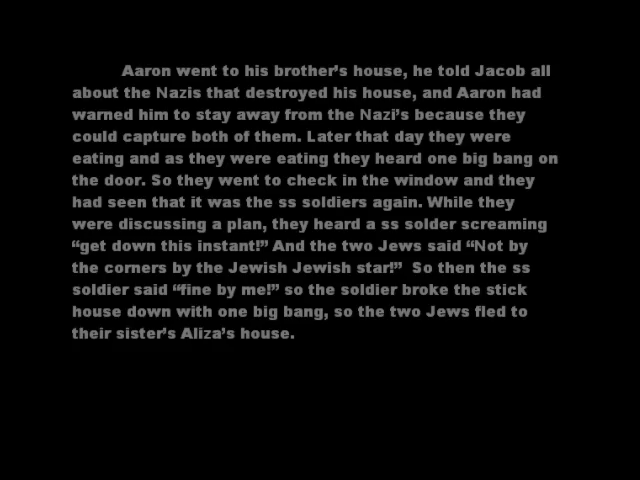 Aaron went to his brother’s house, he told Jacob all
about the Nazis that destroyed his house, and Aaron had
warned him to stay away from the Nazi’s because they
could capture both of them. Later that day they were
eating and as they were eating they heard one big bang on
the door. So they went to check in the window and they
had seen that it was the ss soldiers again. While they
were discussing a plan, they heard a ss solder screaming
“get down this instant!” And the two Jews said “Not by
the corners by the Jewish Jewish star!”  So then the ss
soldier said “fine by me!” so the soldier broke the stick
house down with one big bang, so the two Jews fled to
their sister’s Aliza’s house.